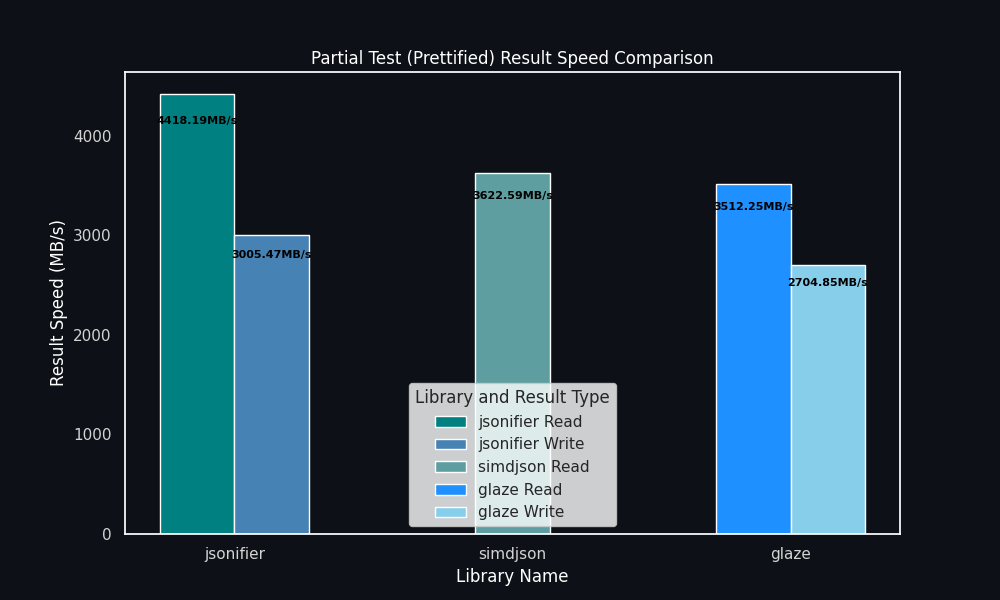 Partial Test (Prettified) Result Speed Comparison
Result Speed (MB/s)
4000
3000
2000
1000
0
4418.19MB/s
3005.47MB/s
3622.59MB/s
3512.25MB/s
2704.85MB/s
Library and Result Type
jsonifier Read
jsonifier Write
simdjson Read
glaze Read
glaze Write
jsonifier
simdjson
glaze
Library Name